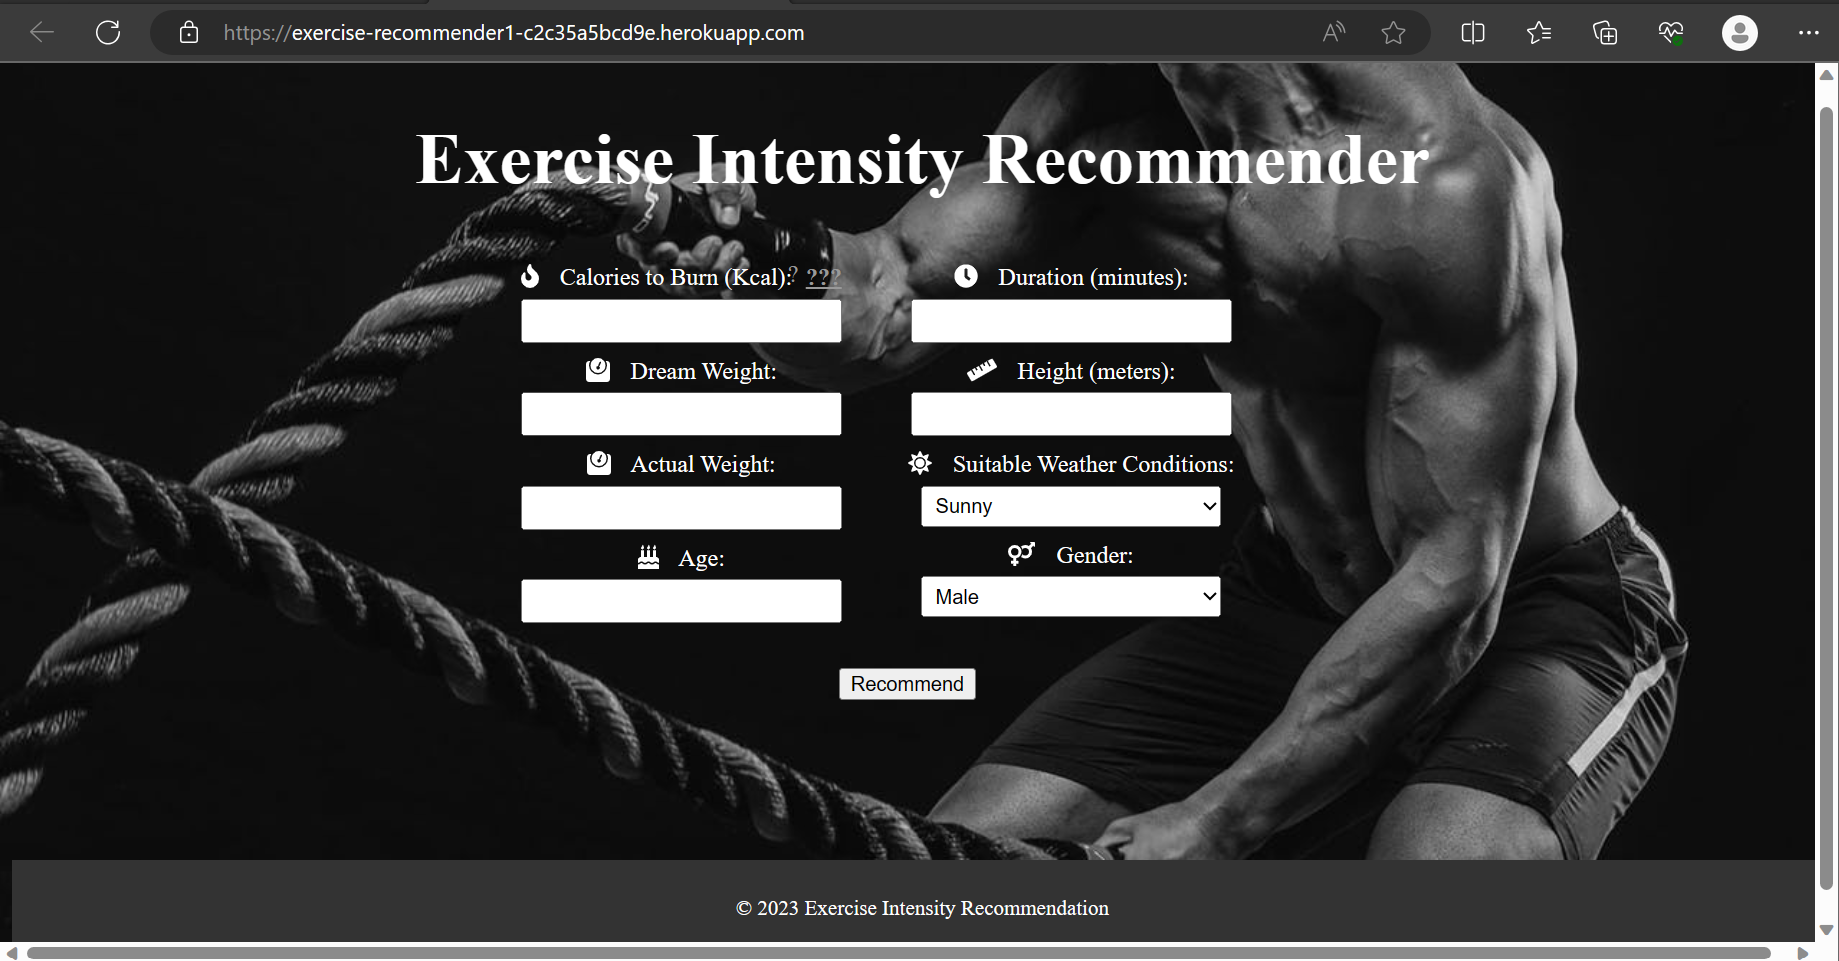 https://exercise-recommender1-c2c35a5bcd9e.herokuapp.com
Exercise Intensity Recommender
Calories to Burn (Kcal):? ???
Duration (minutes):
Dream Weight:
Height (meters):
Actual Weight:
Suitable Weather Conditions:
Sunny
Age:
Gender:
Male
Recommend
© 2023 Exercise Intensity Recommendation